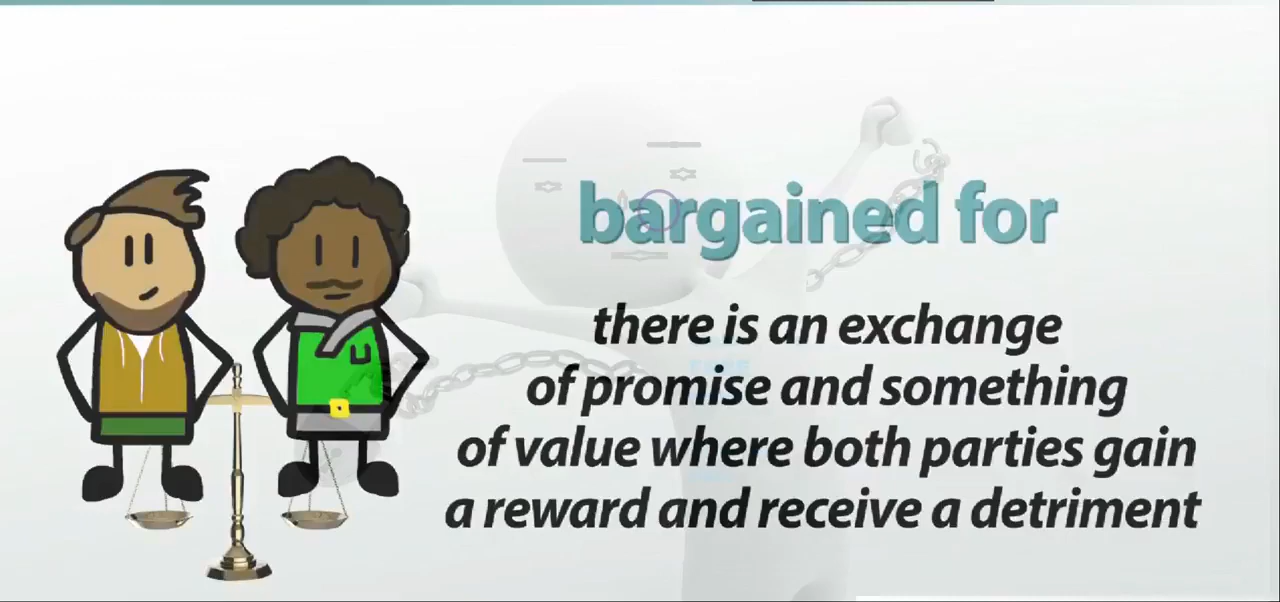 bargained for
there is an exchange
of promise and something
of value where both parties gain
a reward and receive a detriment